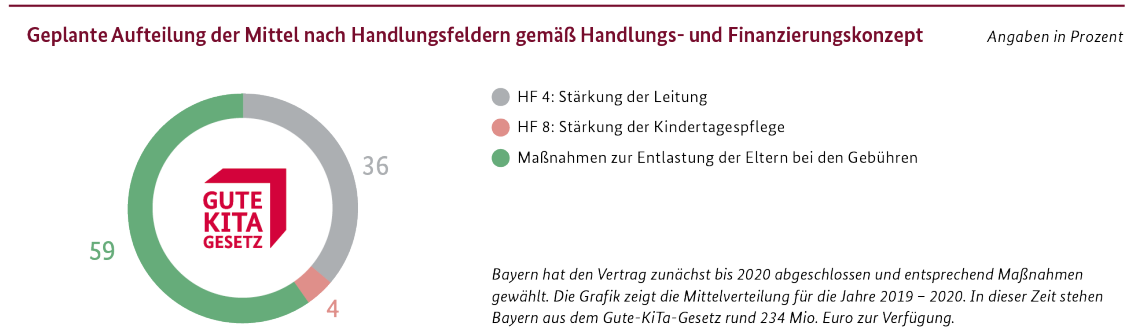 Geplante Aufteilung der Mittel nach Handlungsfeldern gemäß Handlungs- und Finanzierungskonzept
Angaben in Prozent
HF 4: Stärkung der Leitung
HF 8: Stärkung der Kindertagespflege
Maßnahmen zur Entlastung der Eltern bei den Gebühren
36
GUTE
KITA
GESETZ
59
4
Bayern hat den Vertrag zunächst bis 2020 abgeschlossen und entsprechend Maßnahmen
gewählt. Die Grafik zeigt die Mittelverteilung für die Jahre 2019 – 2020. In dieser Zeit stehen
Bayern aus dem Gute-KiTa-Gesetz rund 234 Mio. Euro zur Verfügung.